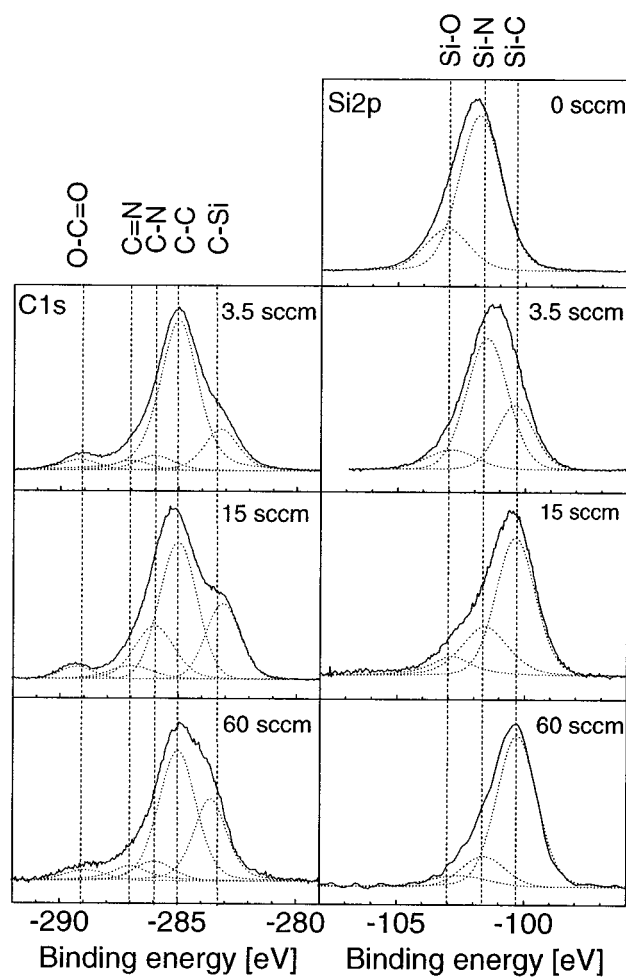 Si-O
Si-N
Si-C
Si2p
0 sccm
O-C=O
C=N
C-N
C-C
C-Si
C1s
3.5 sccm
3.5 sccm
15 sccm
15 sccm
60 sccm
60 sccm
-290 -285 -280
-105 -100
Binding energy [eV]
Binding energy [eV]